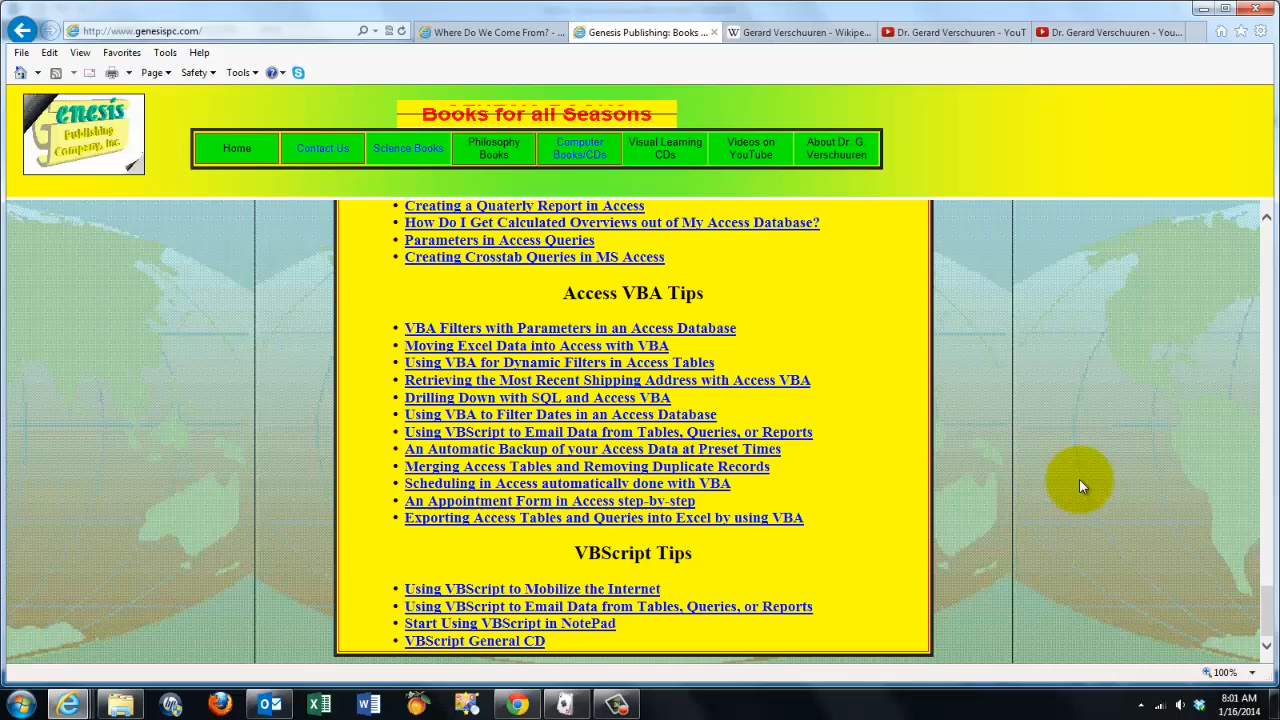 http://www.genesispc.com/
Where Do We Come From? - ...
Genesis Publishing: Books ...
Gerard Verschuuren - Wikipe...
Dr. Gerard Verschuuren - YouT
Dr. Gerard Verschuuren - You...
File Edit View Favorites Tools Help
Page Safety Tools
Genesis
Publishing
Company, Inc.
Books for all Seasons
Home
Contact Us
Science Books
Philosophy Books
Computer Books/CDs
Visual Learning CDs
Videos on YouTube
About Dr. G. Verschuuren
• Creating a Quaterly Report in Access
• How Do I Get Calculated Overviews out of My Access Database?
• Parameters in Access Queries
• Creating Crosstab Queries in MS Access
Access VBA Tips
• VBA Filters with Parameters in an Access Database
• Moving Excel Data into Access with VBA
• Using VBA for Dynamic Filters in Access Tables
• Retrieving the Most Recent Shipping Address with Access VBA
• Drilling Down with SQL and Access VBA
• Using VBA to Filter Dates in an Access Database
• Using VBScript to Email Data from Tables, Queries, or Reports
• An Automatic Backup of your Access Data at Preset Times
• Merging Access Tables and Removing Duplicate Records
• Scheduling in Access automatically done with VBA
• An Appointment Form in Access step-by-step
• Exporting Access Tables and Queries into Excel by using VBA
VBScript Tips
• Using VBScript to Mobilize the Internet
• Using VBScript to Email Data from Tables, Queries, or Reports
• Start Using VBScript in NotePad
• VBScript General CD
100%
8:01 AM
1/16/2014